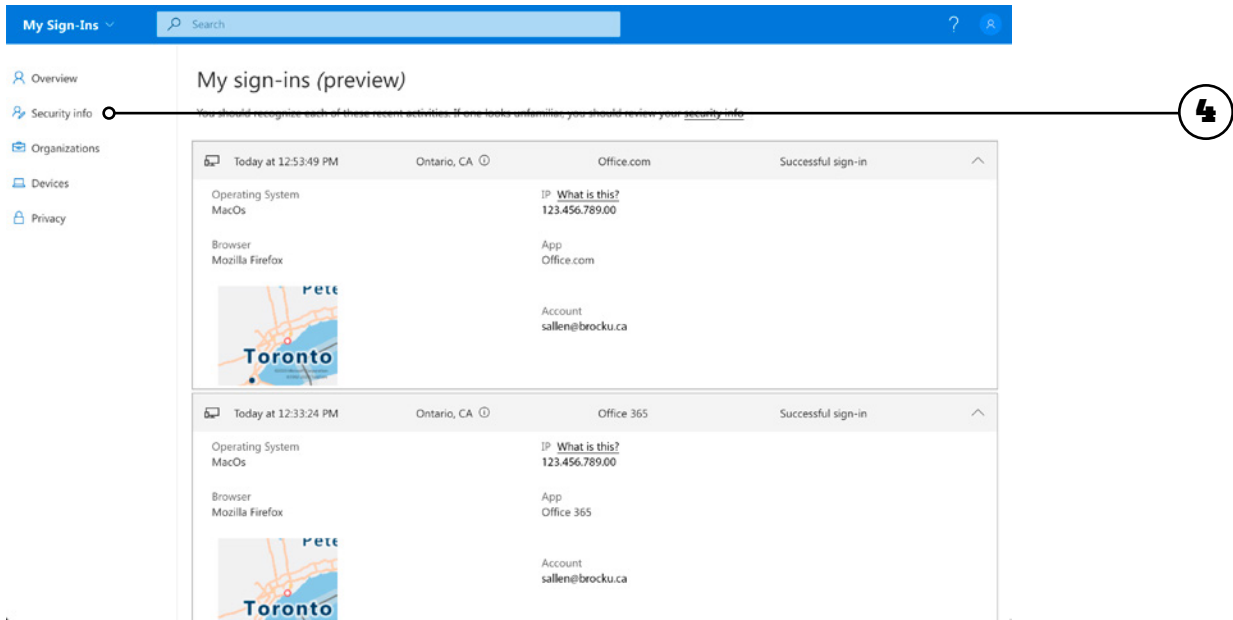 My Sign-Ins
Search
?
4
Overview
Security info
Organizations
Devices
Privacy
My sign-ins (preview)
You should recognize each of these recent activities. If one looks unfamiliar, you should review your security info
Today at 12:53:49 PM Ontario, CA Office.com Successful sign-in
Operating System IP What is this?
MacOs 123.456.789.00
Browser App
Mozilla Firefox Office.com
Pete
Toronto
Account
sallen@brocku.ca
Today at 12:33:24 PM Ontario, CA Office 365 Successful sign-in
Operating System IP What is this?
MacOs 123.456.789.00
Browser App
Mozilla Firefox Office 365
Pete
Toronto
Account
sallen@brocku.ca